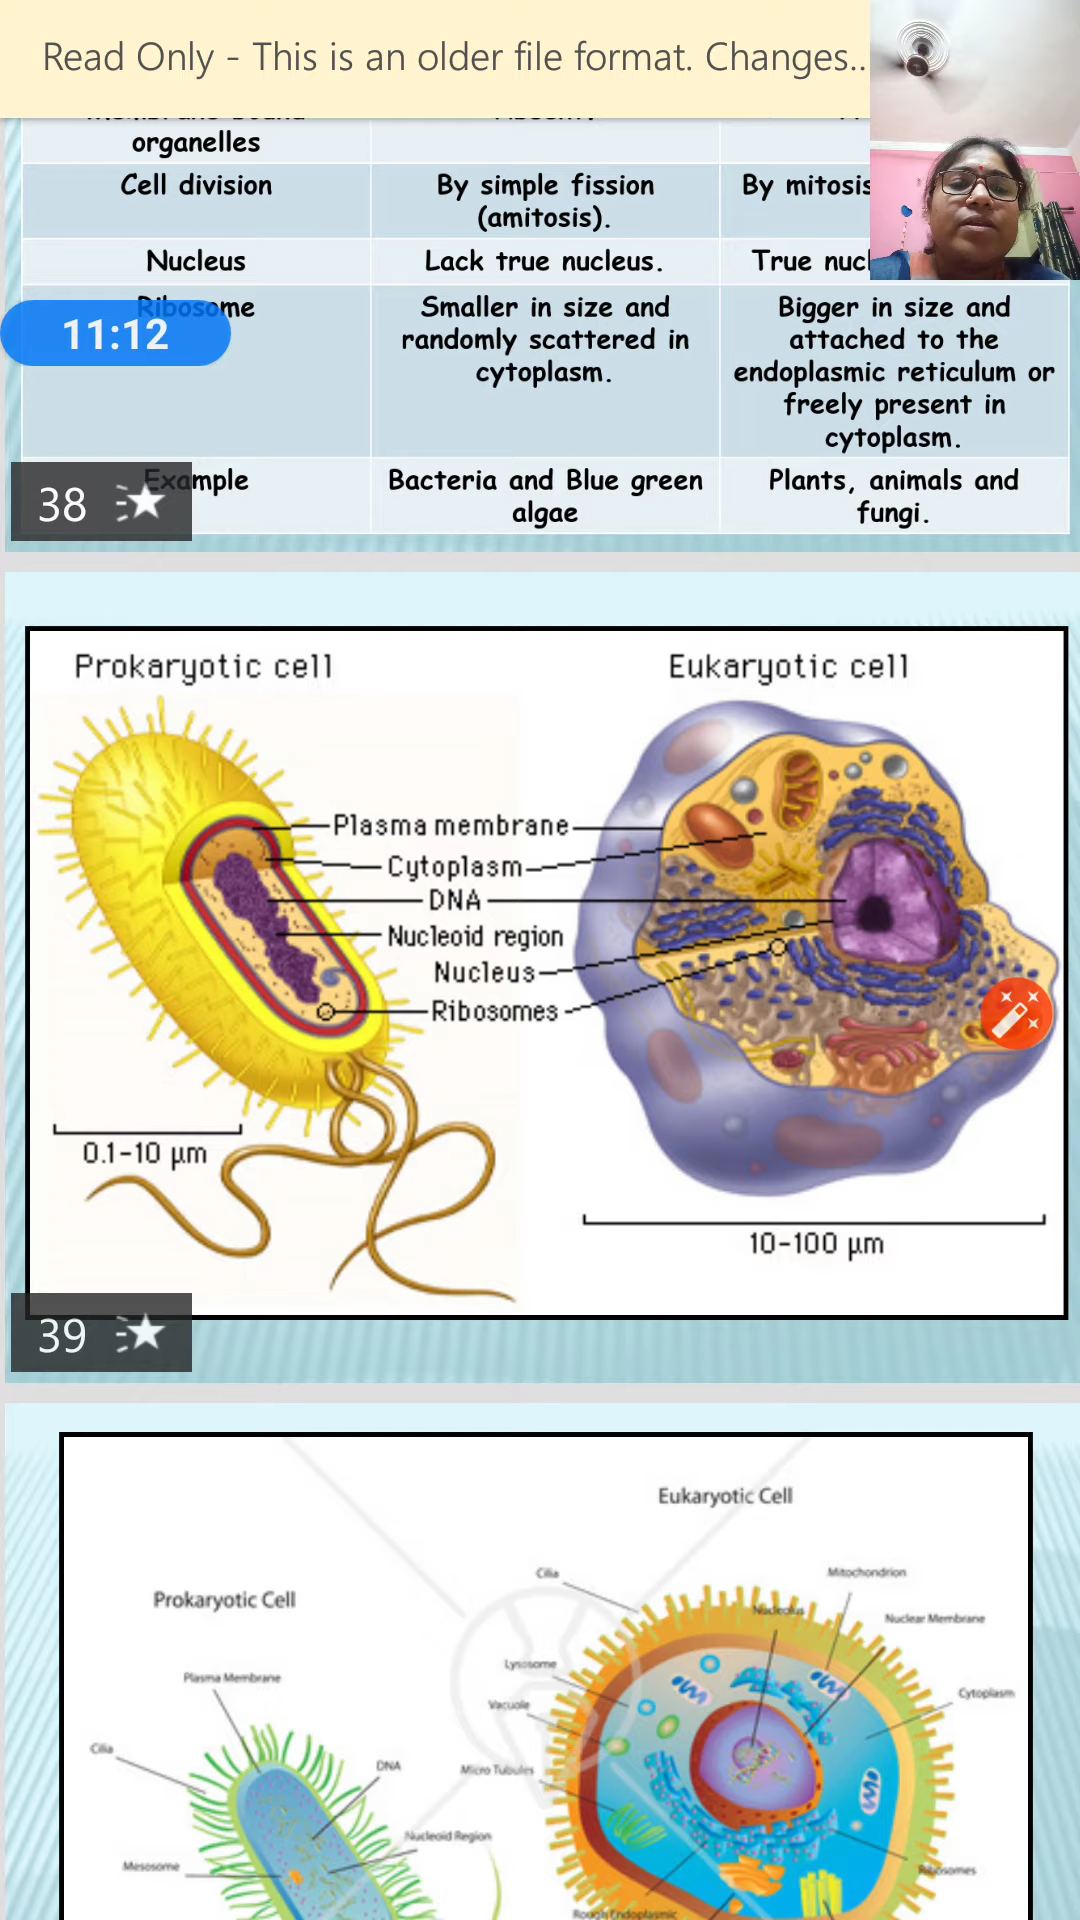 Read Only - This is an older file format. Changes..
organelles
Cell division
By simple fission
(amitosis).
By mitosis
Nucleus
Lack true nucleus.
True nucl
Ribosome
11:12
Smaller in size and
randomly scattered in
cytoplasm.
Bigger in size and
attached to the
endoplasmic reticulum or
freely present in
cytoplasm.
Example
Bacteria and Blue green
algae
Plants, animals and
fungi.
38
Prokaryotic cell
Eukaryotic cell
Plasma membrane
Cytoplasm
DNA
Nucleoid region
Nucleus
Ribosomes
0.1-10 µm
10-100 µm
39
Eukaryotic Cell
Prokaryotic Cell
Cilia
Mitochondrion
Nucleolus
Nuclear Membrane
Lysosome
Plasma Membrane
Cytoplasm
Vacuole
Cilia
DNA
Micro Tubules
Nucleoid Region
Mesosome
Ribosomes
Rough Endoplasmic